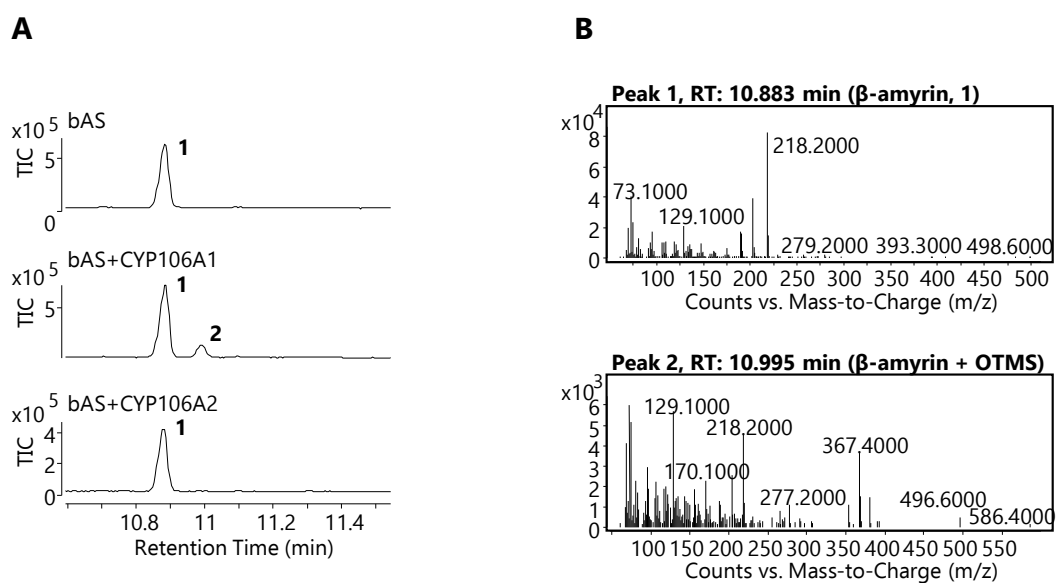 A
bAS
x10 5
TIC
5
0
1
bAS+CYP106A1
x10 5
TIC
5
1
2
bAS+CYP106A2
x10 5
TIC
4
2
0
1
10.8 11 11.2 11.4
Retention Time (min)
B
Peak 1, RT: 10.883 min (β-amyrin, 1)
x10 4
8
6
4
2
0
218.2000
73.1000
129.1000
279.2000 393.3000 498.6000
100 150 200 250 300 350 400 450 500
Counts vs. Mass-to-Charge (m/z)
Peak 2, RT: 10.995 min (β-amyrin + OTMS)
x10 3
6
5
4
3
2
1
0
129.1000
218.2000
367.4000
170.1000
277.2000
496.6000
586.4000
100 150 200 250 300 350 400 450 500 550
Counts vs. Mass-to-Charge (m/z)